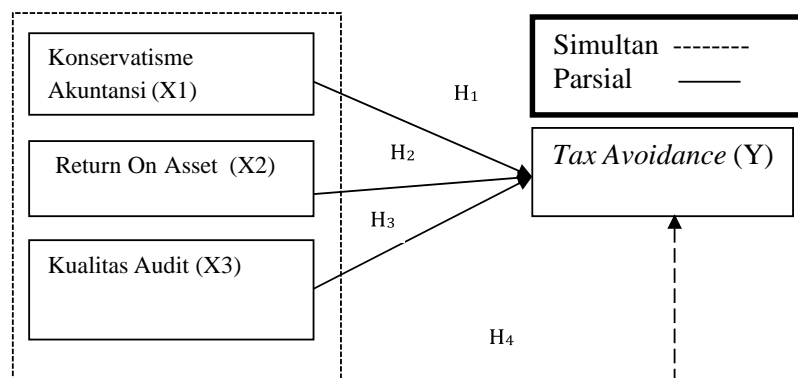 Konservatisme
Akuntansi (X1)
Return On Asset (X2)
Kualitas Audit (X3)
H₁
H₂
H₃
H₄
Simultan
Parsial
Tax Avoidance (Y)